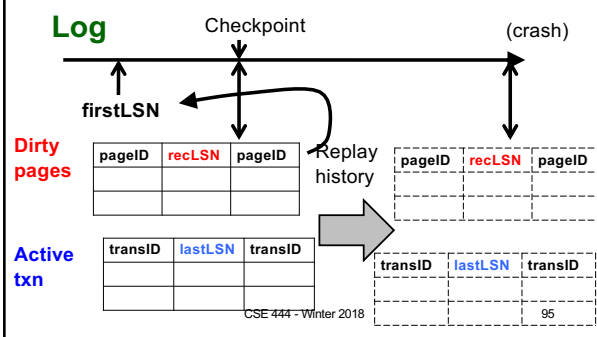 Log
Checkpoint
(crash)
firstLSN
Dirty
pages
pageID recLSN pageID
Replay
history
pageID recLSN pageID
Active
txn
transID lastLSN transID
transID lastLSN transID
CSE 444 - Winter 2018
95